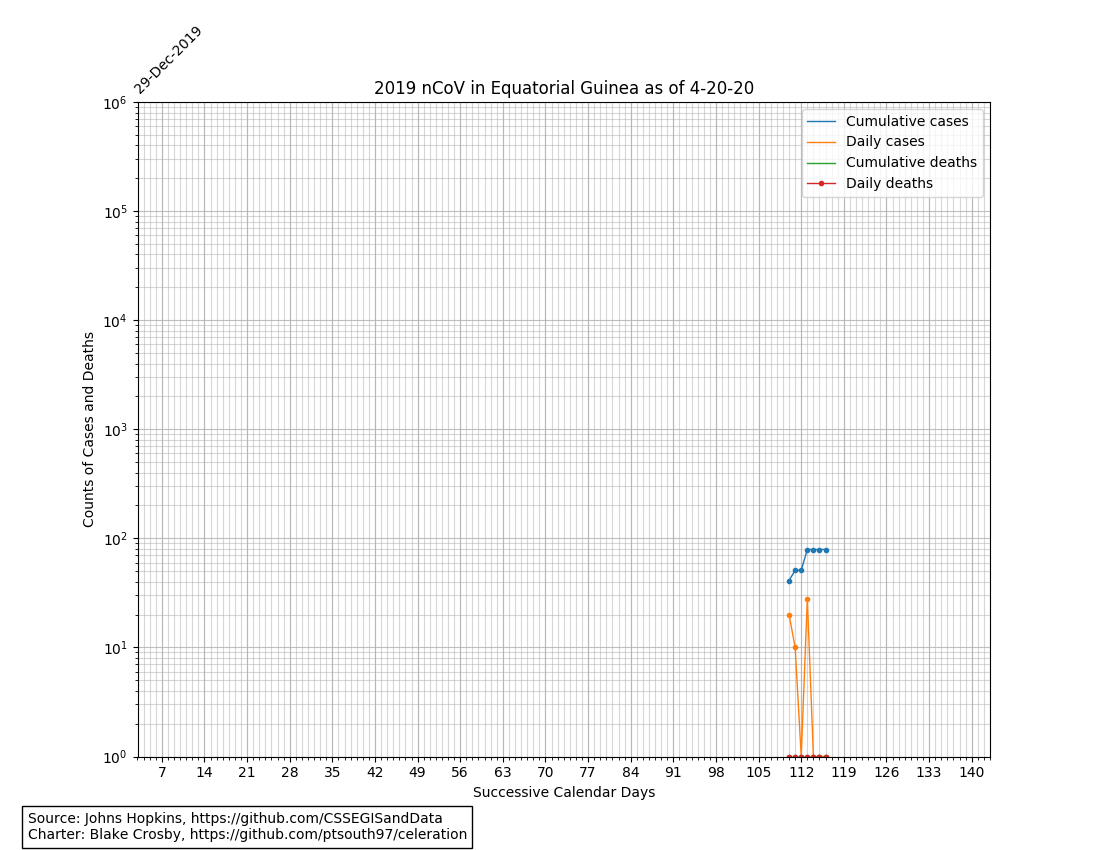 29-Dec-2019
2019 nCoV in Equatorial Guinea as of 4-20-20
10^6
10^5
10^4
10^3
10^2
10^1
10^0
Counts of Cases and Deaths
Cumulative cases
Daily cases
Cumulative deaths
Daily deaths
7 14 21 28 35 42 49 56 63 70 77 84 91 98 105 112 119 126 133 140
Successive Calendar Days
Source: Johns Hopkins, https://github.com/CSSEGISandData
Charter: Blake Crosby, https://github.com/ptsouth97/celeration